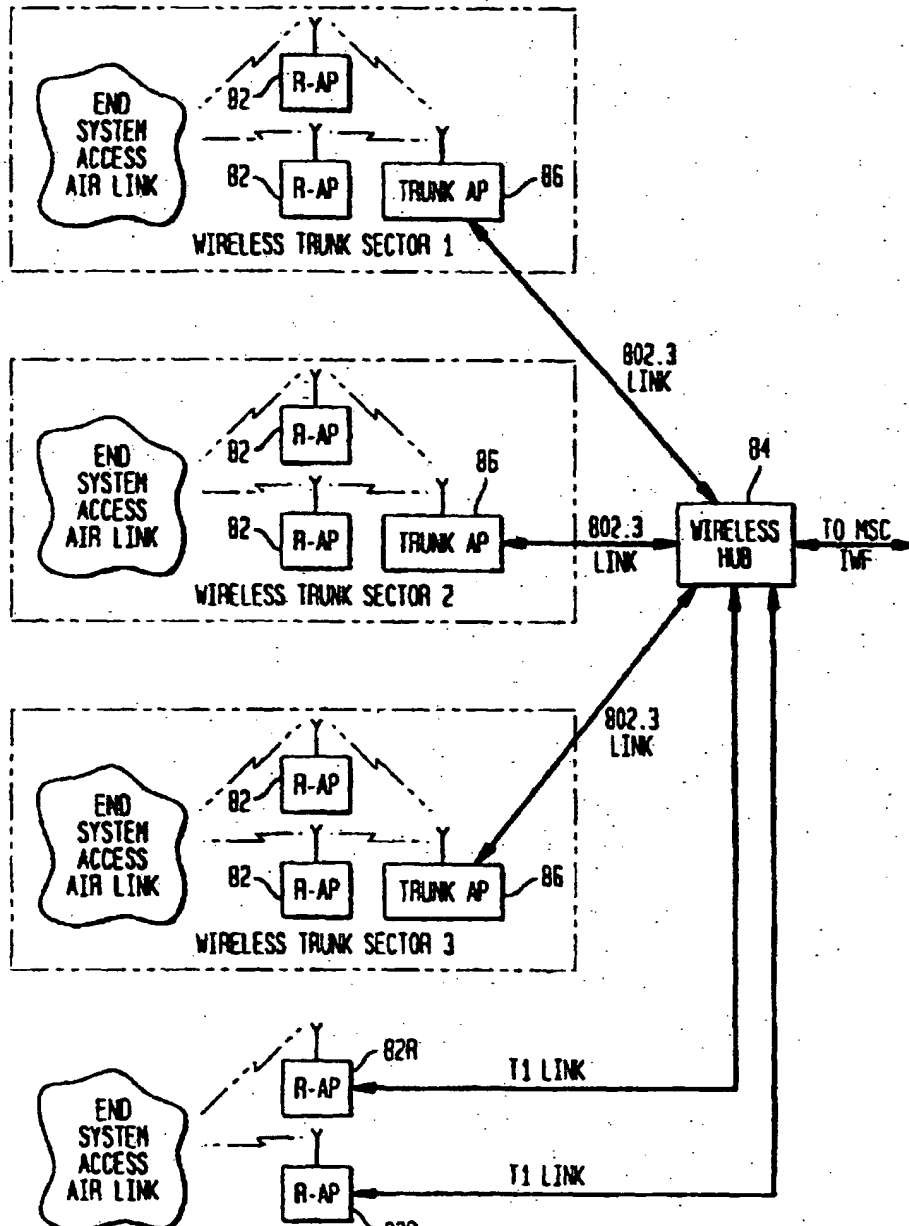 82
R-AP
END
SYSTEM
ACCESS
AIR LINK
82
R-AP
TRUNK AP
86
WIRELESS TRUNK SECTOR 1
802.3
LINK
82
R-AP
END
SYSTEM
ACCESS
AIR LINK
82
R-AP
86
TRUNK AP
WIRELESS TRUNK SECTOR 2
802.3
LINK
84
WIRELESS
HUB
TO MSC
IWF
802.3
LINK
82
R-AP
END
SYSTEM
ACCESS
AIR LINK
82
R-AP
TRUNK AP
86
WIRELESS TRUNK SECTOR 3
82R
R-AP
T1 LINK
END
SYSTEM
ACCESS
AIR LINK
R-AP
T1 LINK